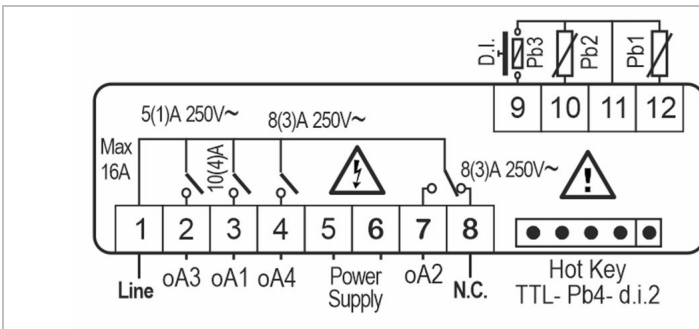 D.I.
Pb3
Pb2
Pb1
9 10 11 12
5(1)A 250V~
8(3)A 250V~
Max
16A
10(4)A
8(3)A 250V~
1 2 3 4 5 6 7 8
Line oA3 oA1 oA4 Power Supply oA2 N.C.
Hot Key
TTL- Pb4- d.i.2